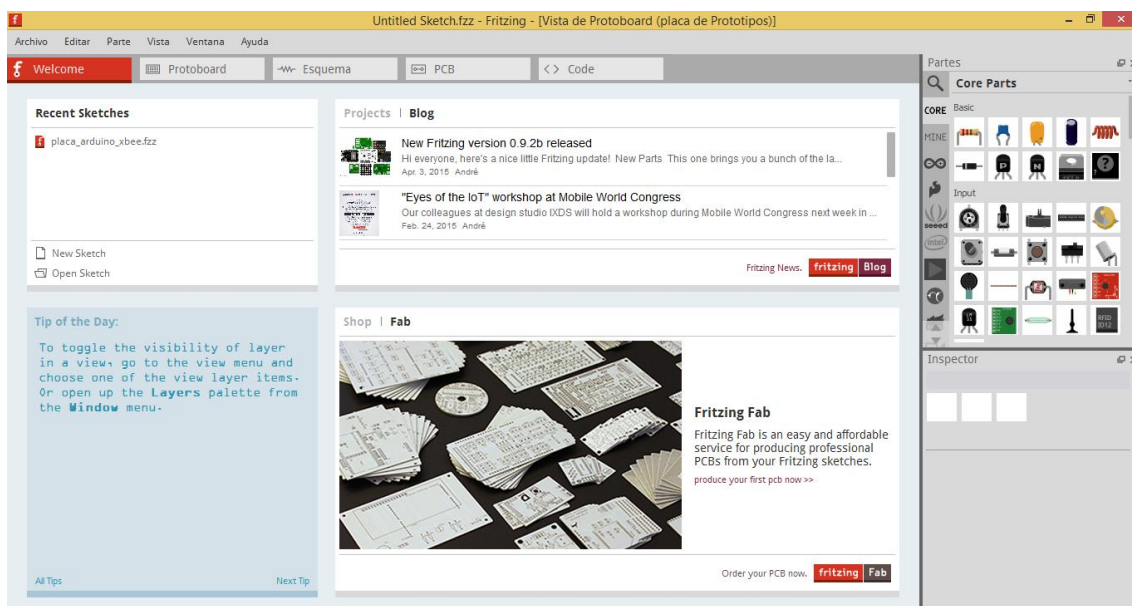 Untitled Sketch.fzz - Fritzing - [Vista de Protoboard (placa de Prototipos)]
Archivo Editar Parte Vista Ventana Ayuda
Welcome
Protoboard
Esquema
PCB
Code
Recent Sketches
placa_arduino_xbee.fzz
New Sketch
Open Sketch
Projects | Blog
New Fritzing version 0.9.2b released
Hi everyone, here's a nice little Fritzing update! New Parts This one brings you a bunch of the la...
Apr. 3, 2015 André
"Eyes of the IoT" workshop at Mobile World Congress
Our colleagues at design studio IXDS will hold a workshop during Mobile World Congress next week in ...
Feb. 24, 2015 André
Fritzing News. fritzing Blog
Tip of the Day:
To toggle the visibility of layer
in a view, go to the view menu and
choose one of the view layer items.
Or open up the Layers palette from
the Window menu.
All Tips
Next Tip
Shop | Fab
Fritzing Fab
Fritzing Fab is an easy and affordable
service for producing professional
PCBs from your Fritzing sketches.
produce your first pcb now >>
Order your PCB now. fritzing Fab
Partes
Core Parts
CORE
MINE
seeed
intel
Basic
P
N
?
Input
RFID
ID12
Inspector